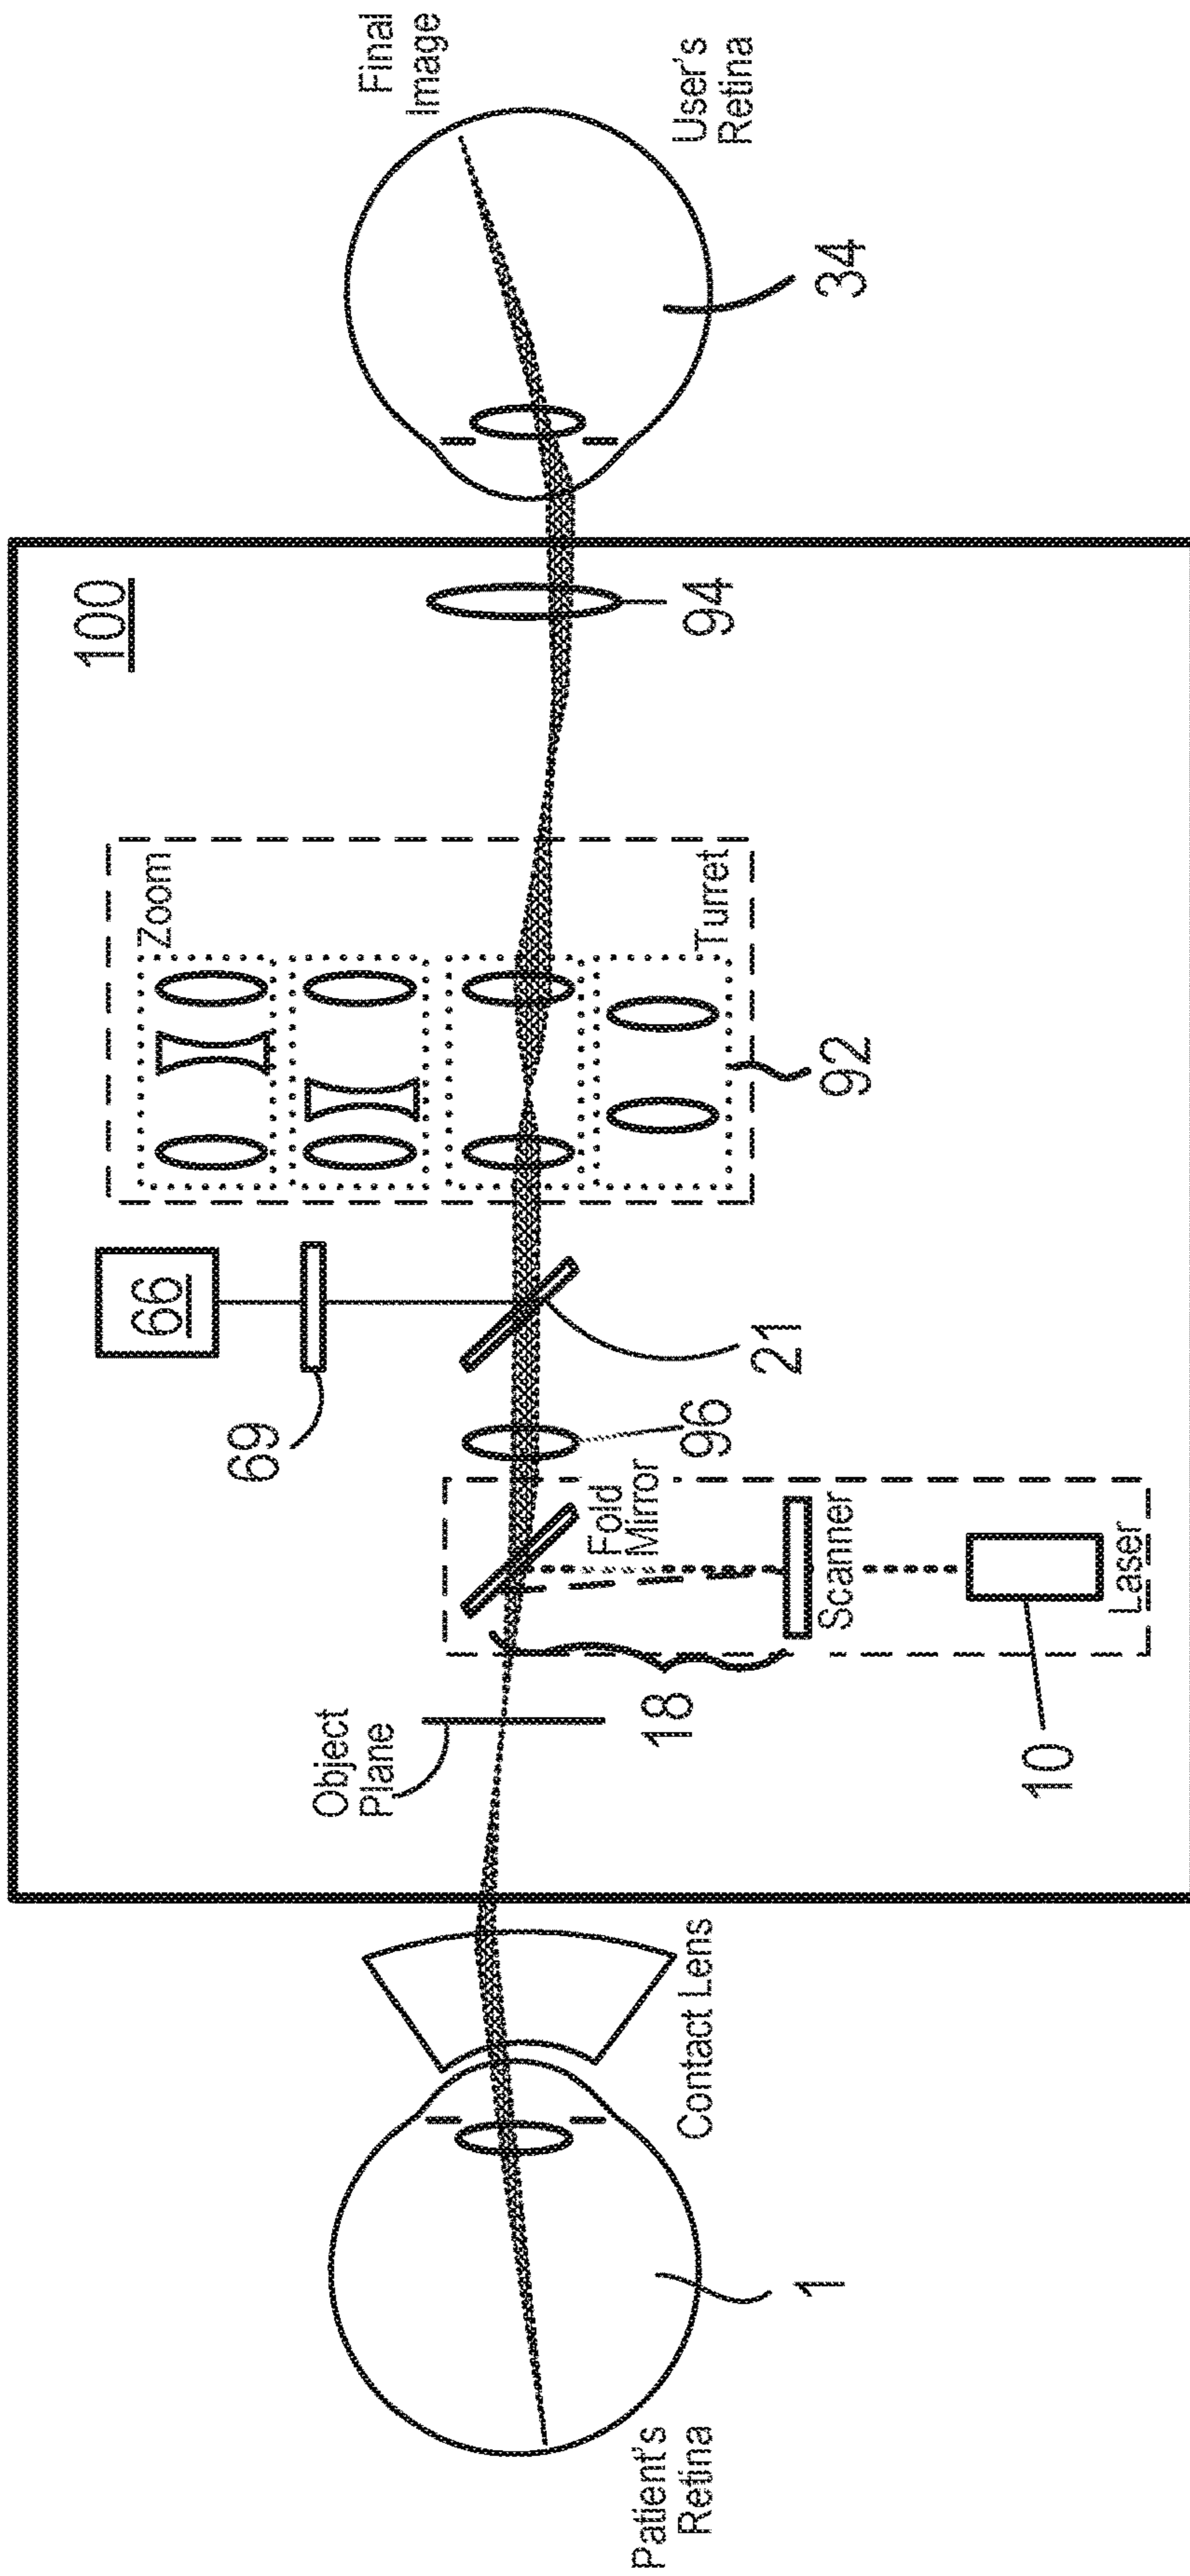 Patient's
Retina
1
Contact Lens
Object
Plane
18
10
Laser
Scanner
Fold
Mirror
96
69
66
21
Zoom
Turret
92
100
94
34
Final
Image
User's
Retina